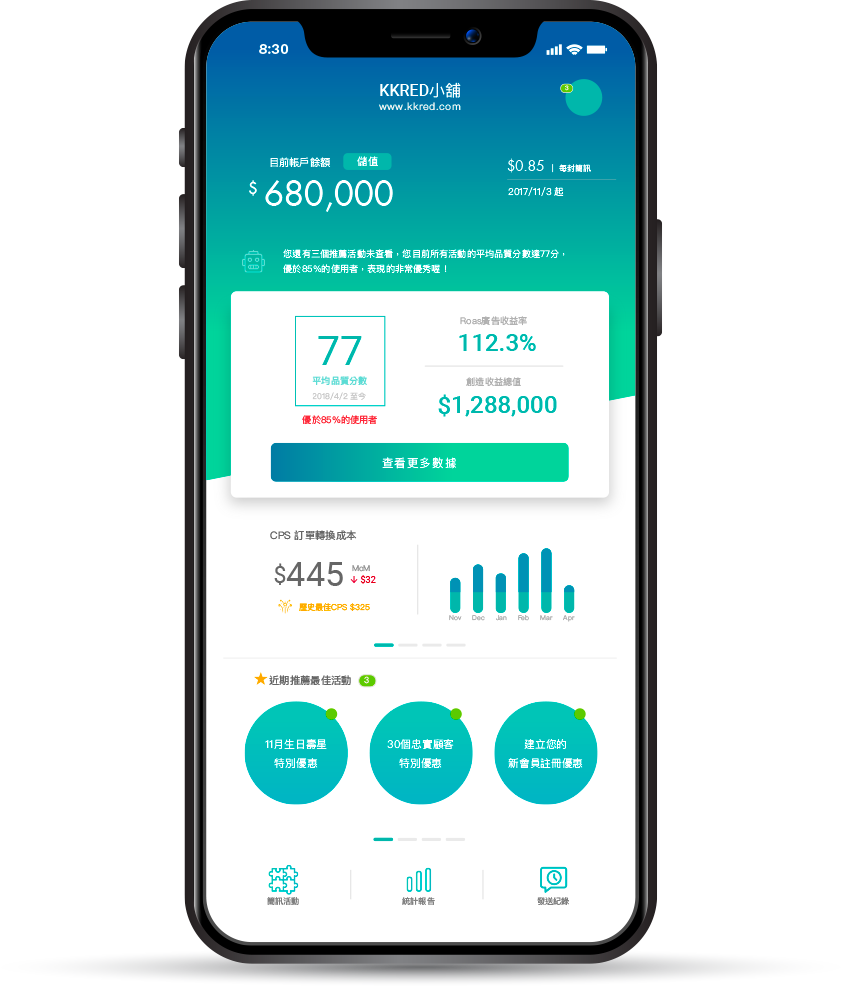 8:30
KKRED小舖
www.kkred.com
3
目前帳戶餘額 儲值
$680,000
$0.85 | 每封簡訊
2017/11/3 起
您還有三個推薦活動未查看，您目前所有活動的平均品質分數達77分，
優於85%的使用者，表現的非常優秀喔！
77
平均品質分數
2018/4/2 至今
優於85%的使用者
Roas廣告收益率
112.3%
創造收益總值
$1,288,000
查看更多數據
CPS 訂單轉換成本
$445
MoM
↓ $32
歷史最佳CPS $325
Nov Dec Jan Feb Mar Apr
近期推薦最佳活動 3
11月生日壽星
特別優惠
30個忠實顧客
特別優惠
建立您的
新會員註冊優惠
簡訊活動 統計報告 發送紀錄